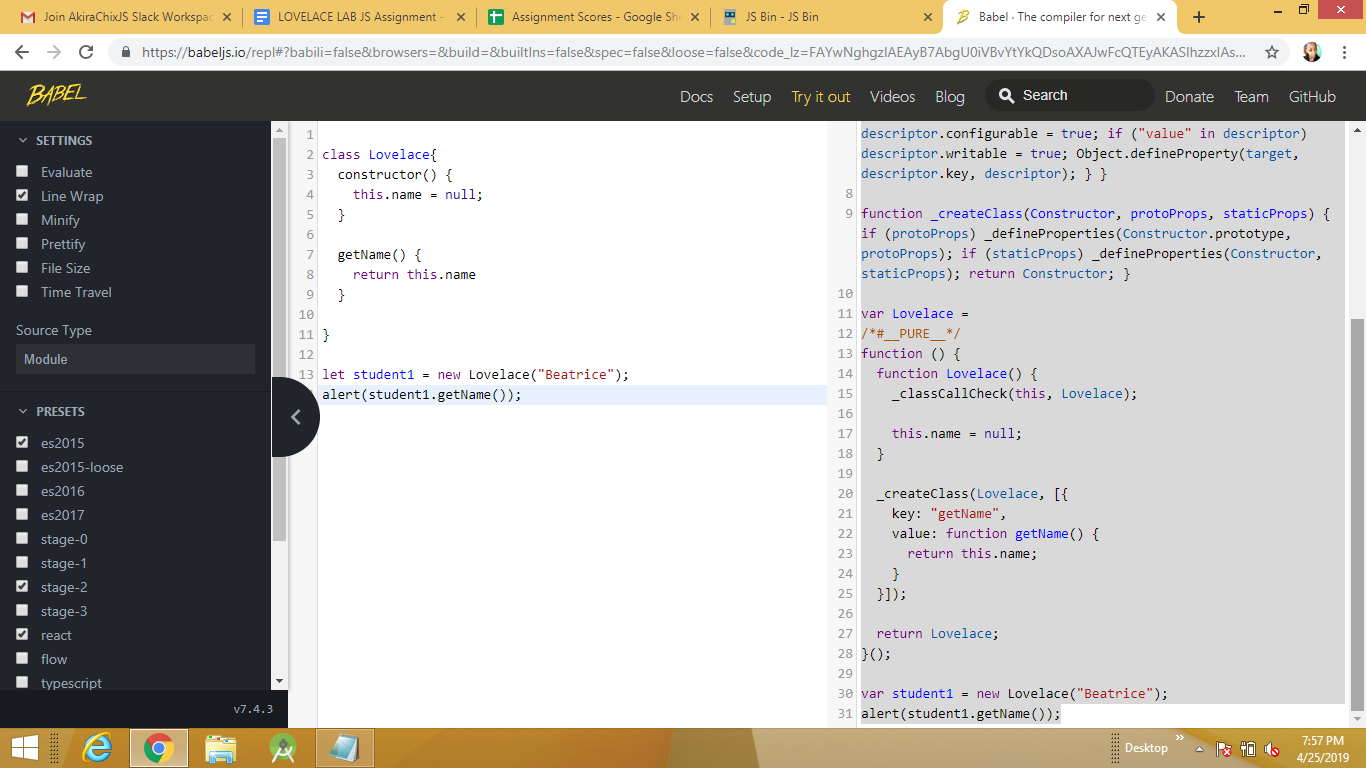 Join AkiraChixJS Slack Workspac
LOVELACE LAB JS Assignment -
Assignment Scores - Google She
JS Bin - JS Bin
Babel · The compiler for next ge
https://babeljs.io/repl#?babili=false&browsers=&build=&builtIns=false&spec=false&loose=false&code_lz=
BABEL
Docs
Setup
Try it out
Videos
Blog
Search
Donate
Team
GitHub
SETTINGS
Evaluate
Line Wrap
Minify
Prettify
File Size
Time Travel
Source Type
Module
PRESETS
es2015
es2015-loose
es2016
es2017
stage-0
stage-1
stage-2
stage-3
react
flow
typescript
v7.4.3
1
2 class Lovelace{
3 constructor() {
4 this.name = null;
5 }
6
7 getName() {
8 return this.name
9 }
10
11 }
12
13 let student1 = new Lovelace("Beatrice");
alert(student1.getName());
descriptor.configurable = true; if ("value" in descriptor)
descriptor.writable = true; Object.defineProperty(target,
descriptor.key, descriptor); } }
8
9 function _createClass(Constructor, protoProps, staticProps) {
if (protoProps) _defineProperties(Constructor.prototype,
protoProps); if (staticProps) _defineProperties(Constructor,
staticProps); return Constructor; }
10
11 var Lovelace =
12 /*#__PURE__*/
13 function () {
14 function Lovelace() {
15 _classCallCheck(this, Lovelace);
16
17 this.name = null;
18 }
19
20 _createClass(Lovelace, [{
21 key: "getName",
22 value: function getName() {
23 return this.name;
24 }
25 }]);
26
27 return Lovelace;
28 }();
29
30 var student1 = new Lovelace("Beatrice");
31 alert(student1.getName());
Desktop
7:57 PM
4/25/2019